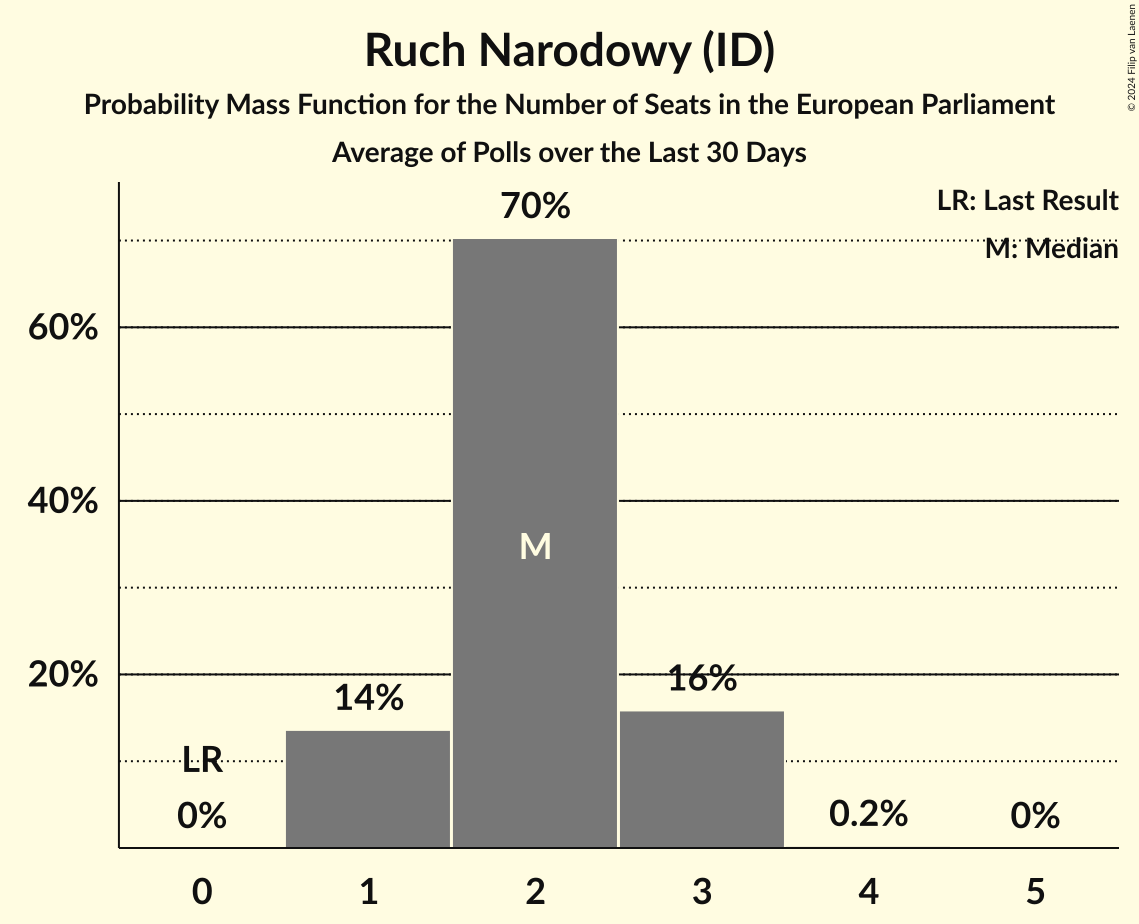 Ruch Narodowy (ID)
Probability Mass Function for the Number of Seats in the European Parliament
Average of Polls over the Last 30 Days
© 2024 Filip van Laenen
LR: Last Result
M: Median
70%
60%
40%
M
20%
16%
14%
LR
0%
0.2%
0%
0 1 2 3 4 5